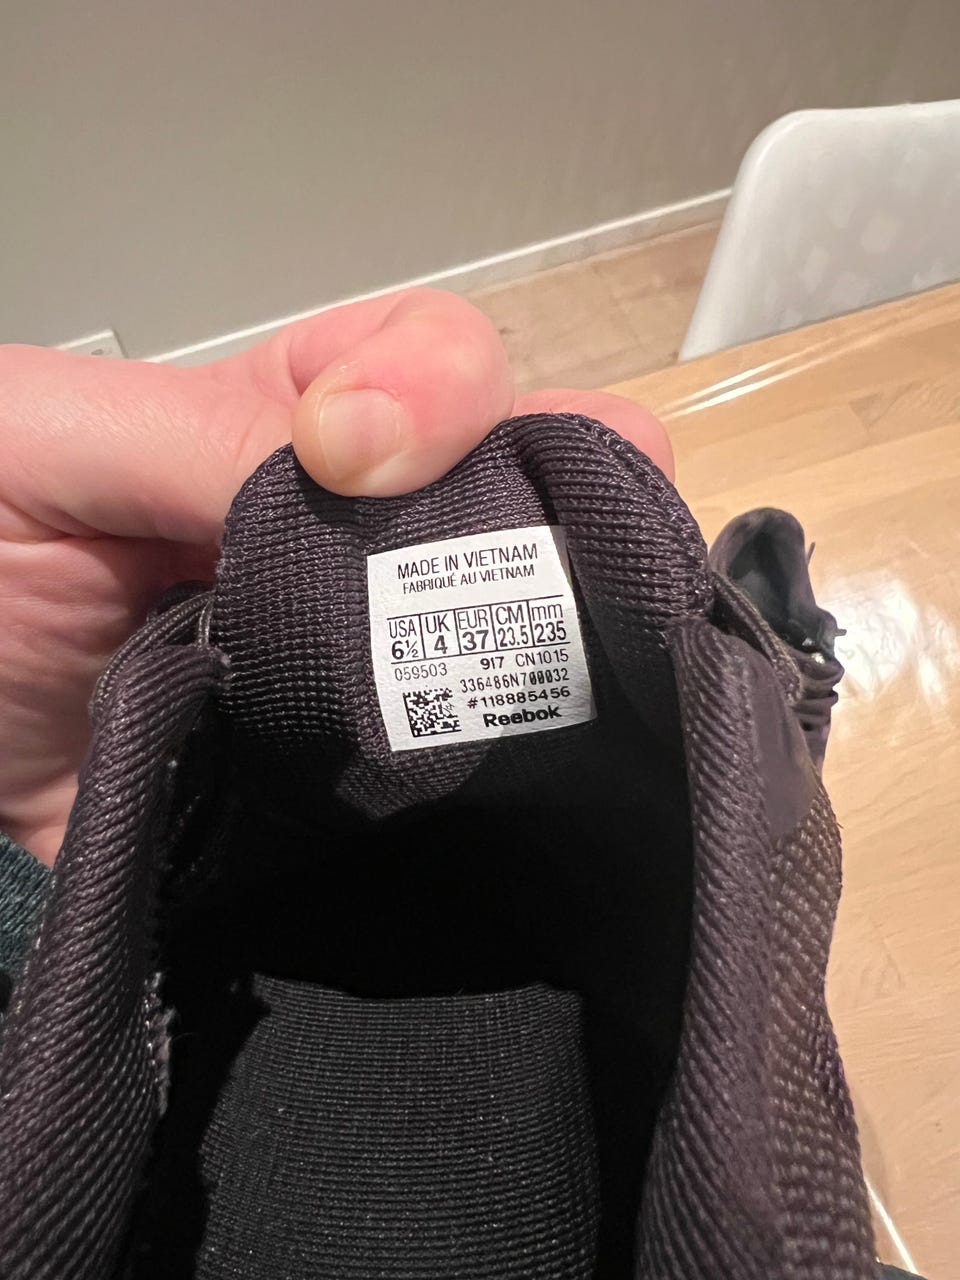 MADE IN VIETNAM
FABRIQUÉ AU VIETNAM
USA UK EUR CM mm
6½ 4 37 23.5 235
059503 917 CN1015
336486N700032
#118885456
Reebok